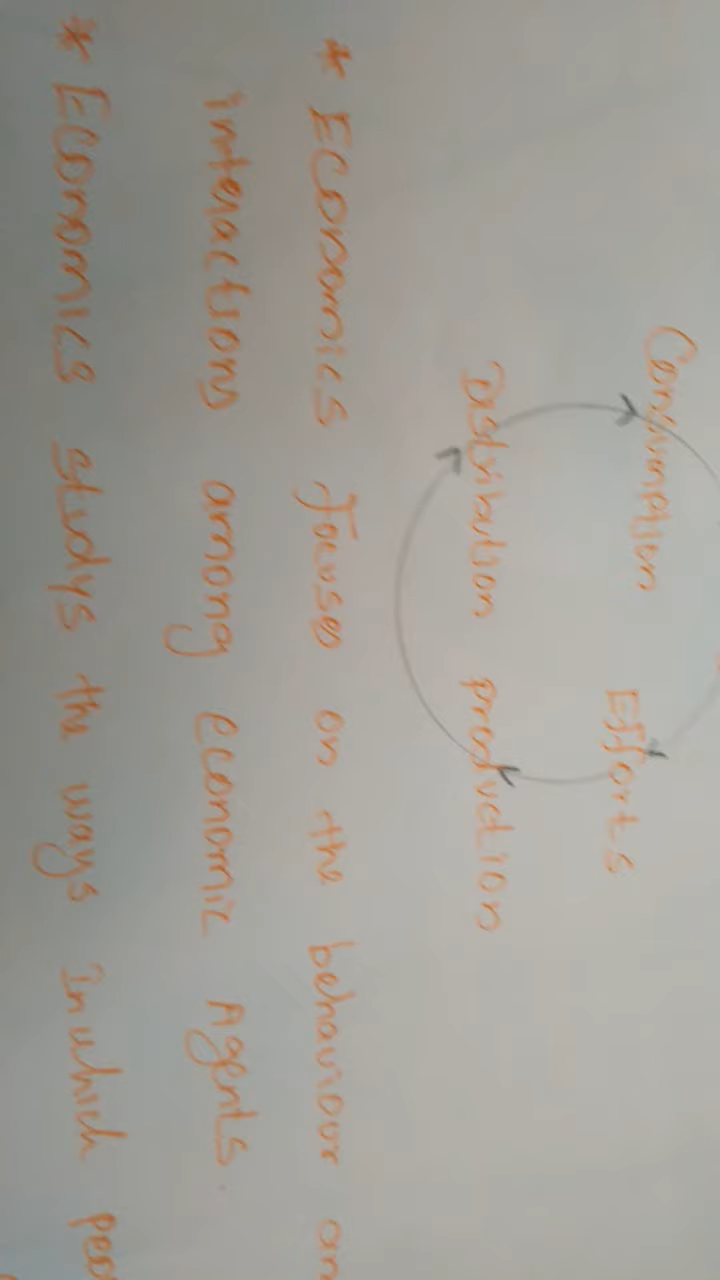 Consumption Efforts
Distribution production
* Economics focuses on the behaviour an
interactions among economic Agents.
* Economics studys the ways In which peo